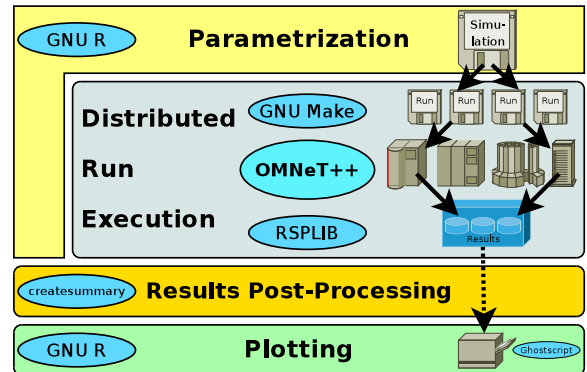 GNU R
Parametrization
Simu-
lation
Distributed
Run
Execution
GNU Make
OMNeT++
RSPLIB
Run
Run
Run
Run
Results
createsummary
Results Post-Processing
GNU R
Plotting
Ghostscript